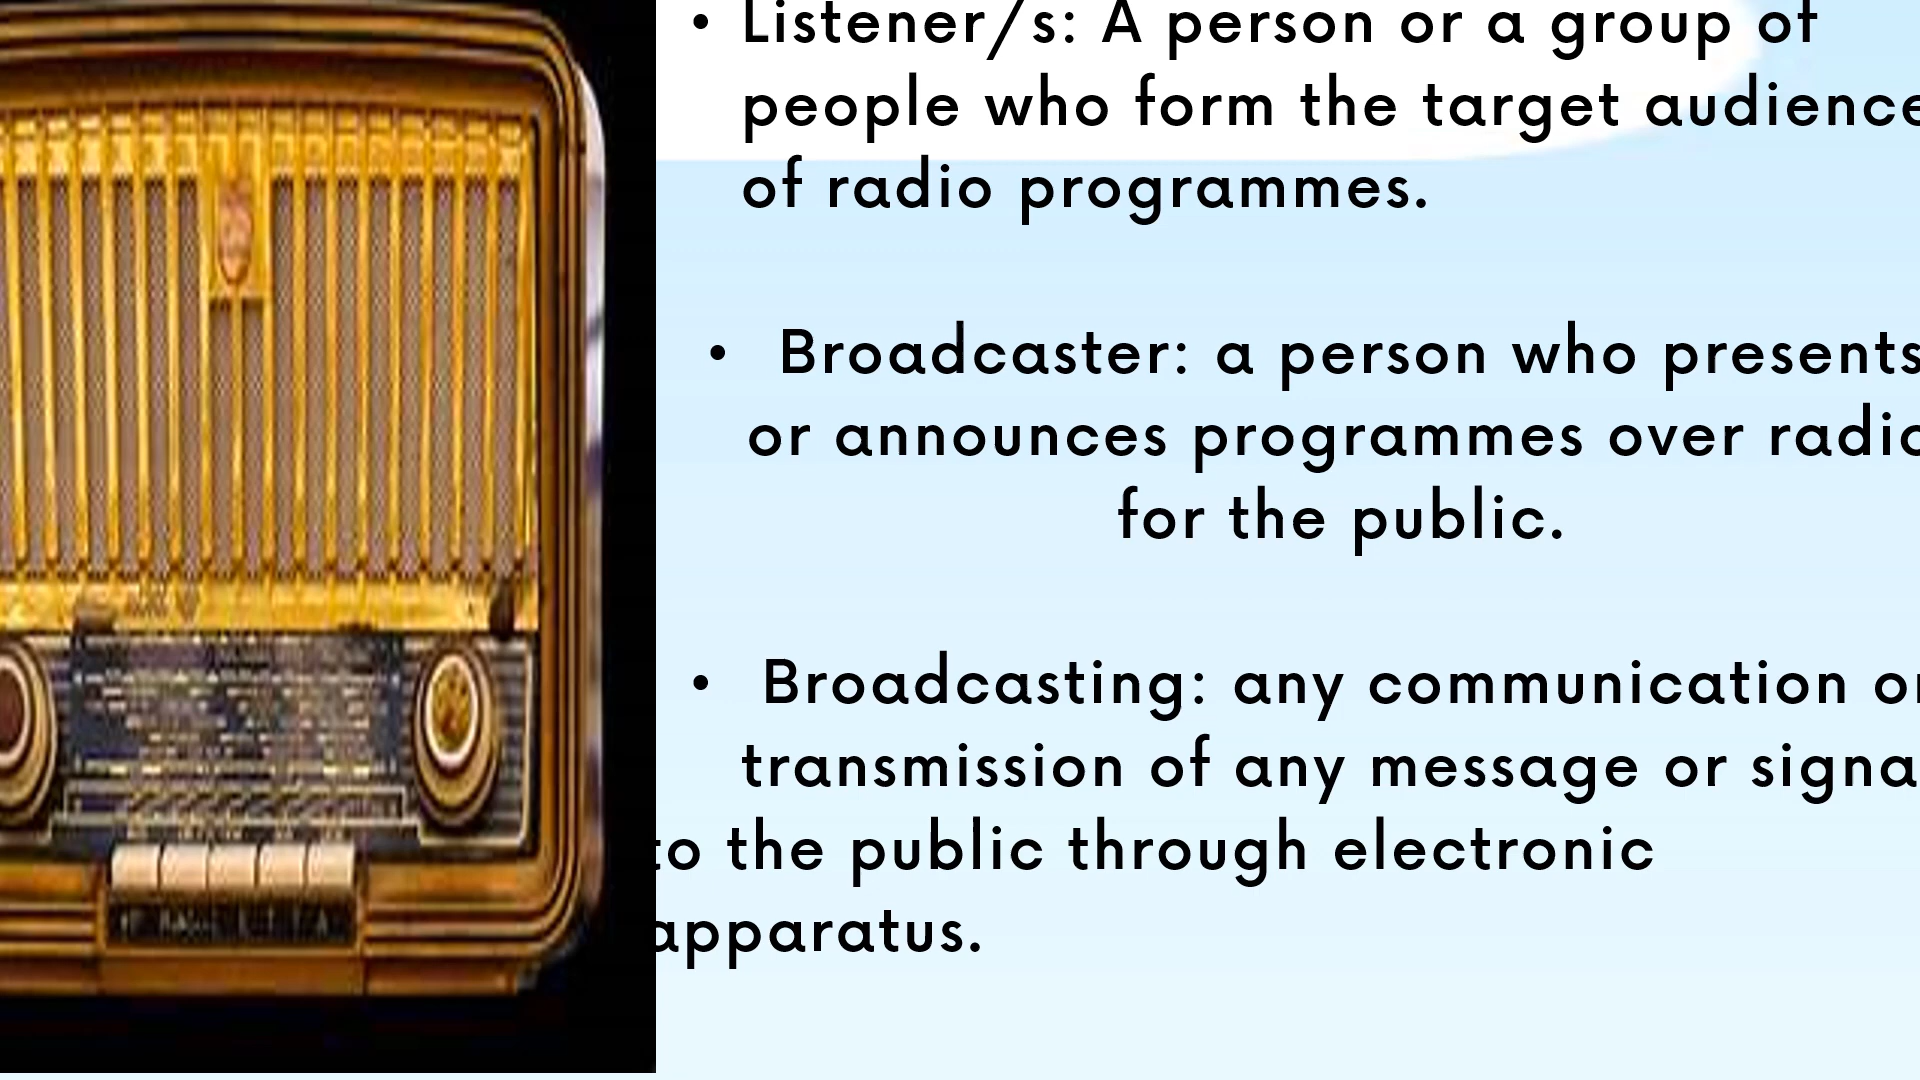 • Listener/s: A person or a group of
people who form the target audience
of radio programmes.
• Broadcaster: a person who presents
or announces programmes over radio
for the public.
• Broadcasting: any communication or
transmission of any message or signa
to the public through electronic
apparatus.